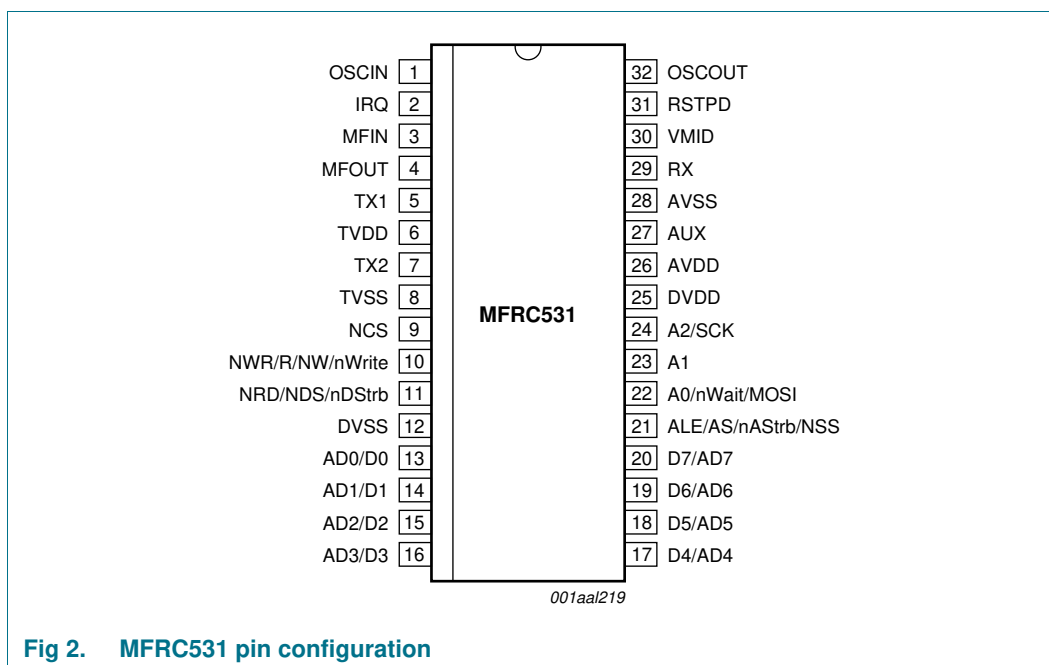 OSCIN 1 32 OSCOUT
IRQ 2 31 RSTPD
MFIN 3 30 VMID
MFOUT 4 29 RX
TX1 5 28 AVSS
TVDD 6 27 AUX
TX2 7 26 AVDD
TVSS 8 25 DVDD
MFRC531
NCS 9 24 A2/SCK
NWR/R/NW/nWrite 10 23 A1
NRD/NDS/nDStrb 11 22 A0/nWait/MOSI
DVSS 12 21 ALE/AS/nAStrb/NSS
AD0/D0 13 20 D7/AD7
AD1/D1 14 19 D6/AD6
AD2/D2 15 18 D5/AD5
AD3/D3 16 17 D4/AD4
001aal219
Fig 2. MFRC531 pin configuration